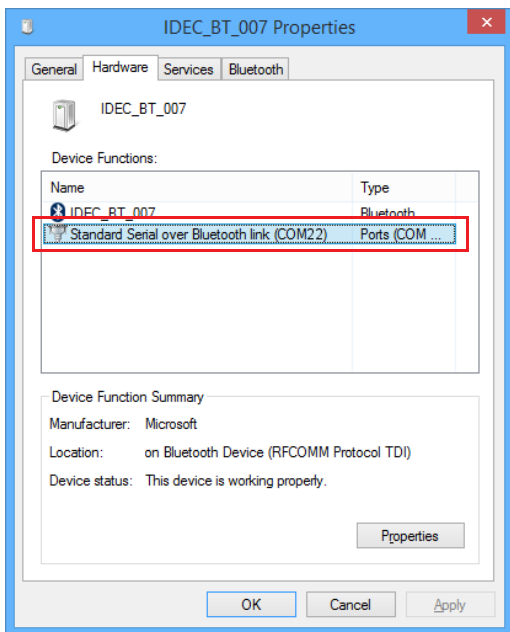 IDEC_BT_007 Properties
General Hardware Services Bluetooth
IDEC_BT_007
Device Functions:
Name Type
IDEC_BT_007 Bluetooth
Standard Serial over Bluetooth link (COM22) Ports (COM ...
Device Function Summary
Manufacturer: Microsoft
Location: on Bluetooth Device (RFCOMM Protocol TDI)
Device status: This device is working properly.
Properties
OK Cancel Apply